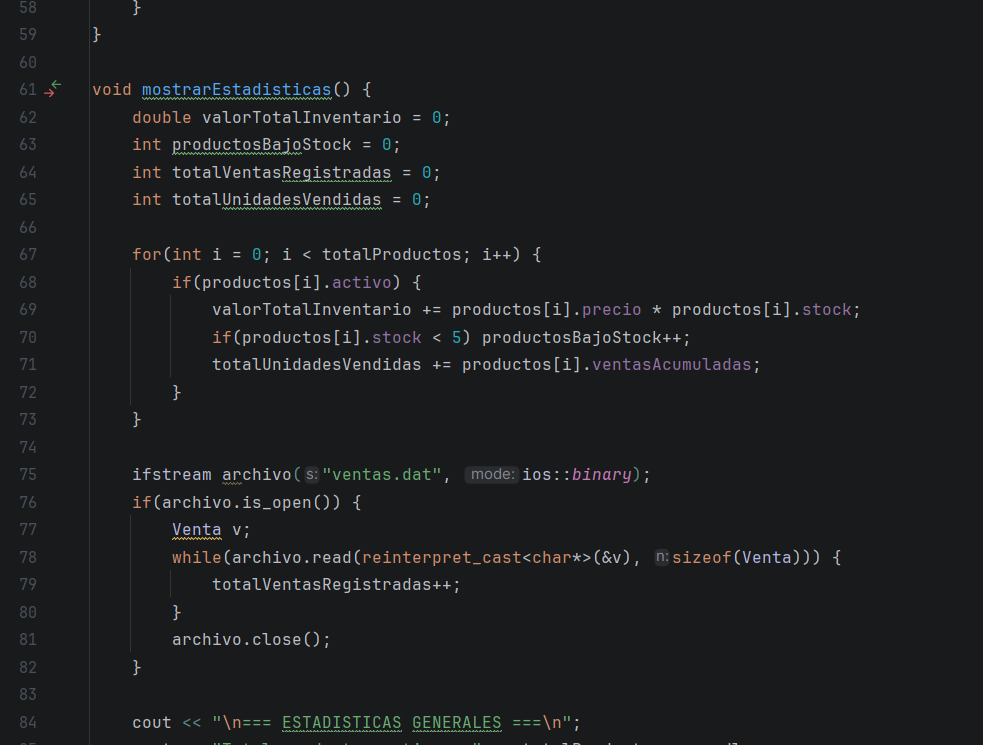 58 }
59 }
60
61 void mostrarEstadisticas() {
62 double valorTotalInventario = 0;
63 int productosBajoStock = 0;
64 int totalVentasRegistradas = 0;
65 int totalUnidadesVendidas = 0;
66
67 for(int i = 0; i < totalProductos; i++) {
68 if(productos[i].activo) {
69 valorTotalInventario += productos[i].precio * productos[i].stock;
70 if(productos[i].stock < 5) productosBajoStock++;
71 totalUnidadesVendidas += productos[i].ventasAcumuladas;
72 }
73 }
74
75 ifstream archivo( s: "ventas.dat", mode: ios::binary);
76 if(archivo.is_open()) {
77 Venta v;
78 while(archivo.read(reinterpret_cast<char*>(&v), n: sizeof(Venta))) {
79 totalVentasRegistradas++;
80 }
81 archivo.close();
82 }
83
84 cout << "\n=== ESTADISTICAS GENERALES ===\n";